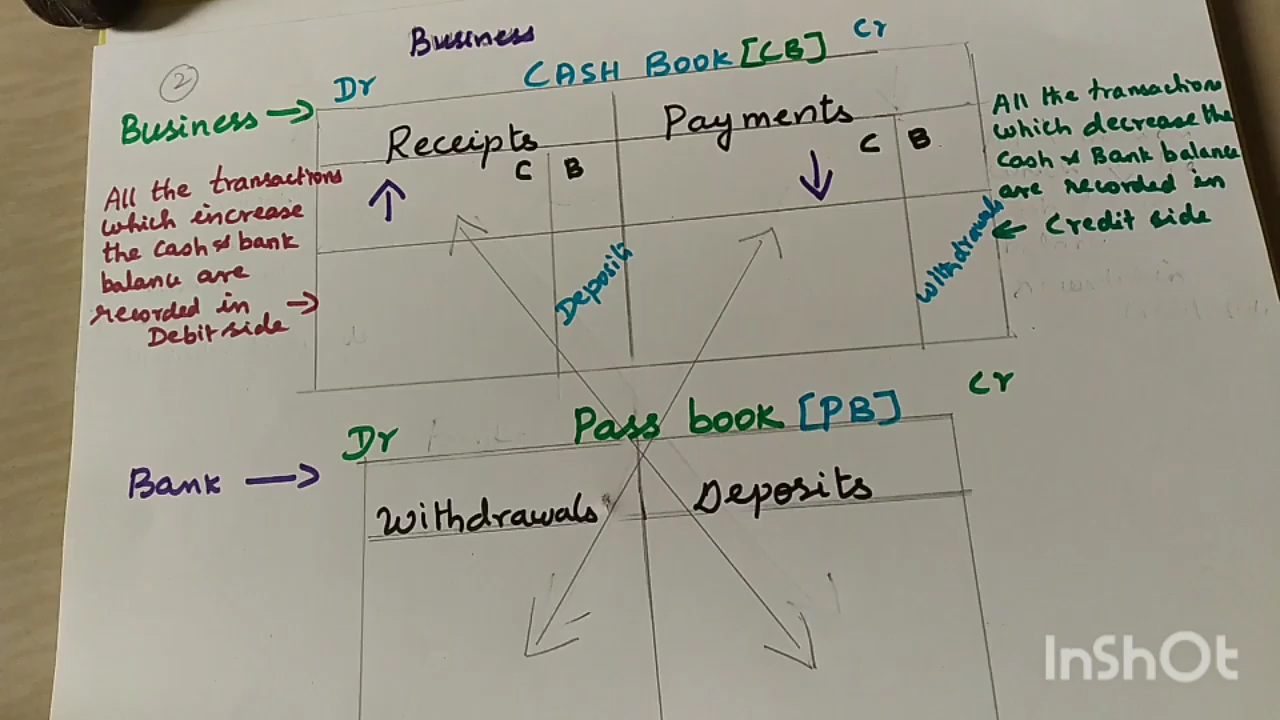 Business
②
Dr
CASH BOOK [CB]
Cr
Business →
Receipts
Payments
C
B
C
B
↑
↓
All the transactions
which increase
the cash & bank
balance are
recorded in →
Debit side
Deposits
Withdrawals
All the transactions
which decrease the
Cash & Bank balance
are recorded in
← Credit side
Dr
Pass book [PB]
Cr
Bank →
Withdrawals
Deposits
InShOt